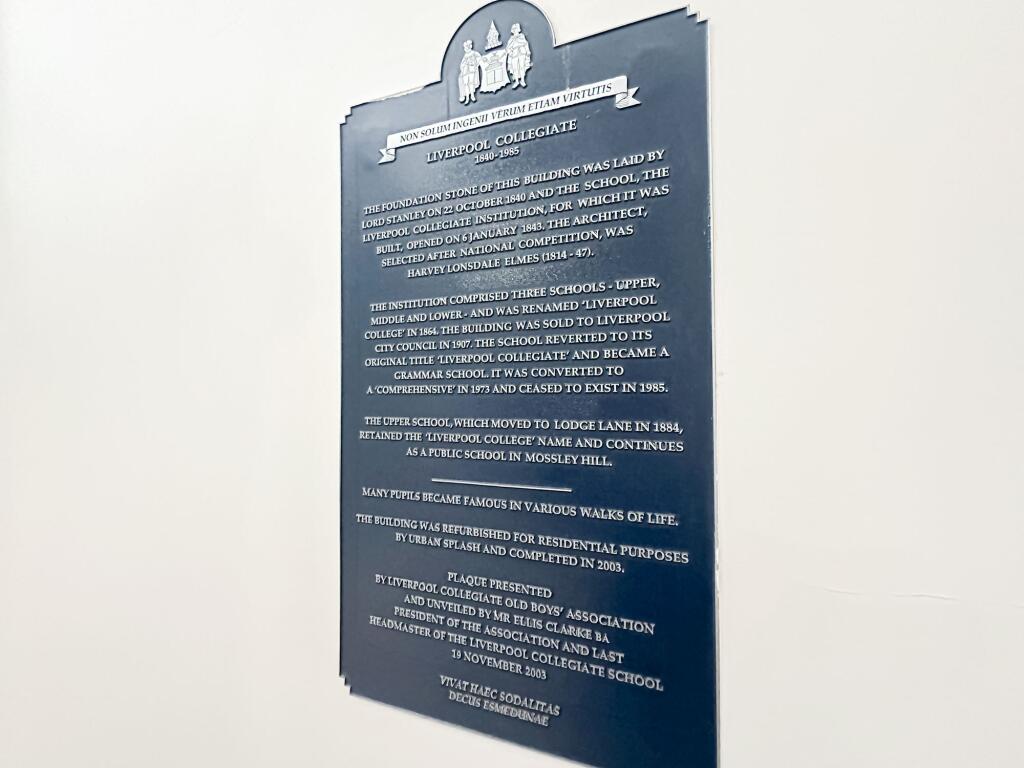 NON SOLUM INGENII VERUM ETIAM VIRTUTIS
LIVERPOOL COLLEGIATE
1840-1985
THE FOUNDATION STONE OF THIS BUILDING WAS LAID BY
LORD STANLEY ON 22 OCTOBER 1840 AND THE SCHOOL, THE
LIVERPOOL COLLEGIATE INSTITUTION, FOR WHICH IT WAS
BUILT, OPENED ON 6 JANUARY 1843. THE ARCHITECT,
SELECTED AFTER NATIONAL COMPETITION, WAS
HARVEY LONSDALE ELMES (1814 - 47).
THE INSTITUTION COMPRISED THREE SCHOOLS - UPPER,
MIDDLE AND LOWER - AND WAS RENAMED 'LIVERPOOL
COLLEGE' IN 1864. THE BUILDING WAS SOLD TO LIVERPOOL
CITY COUNCIL IN 1907. THE SCHOOL REVERTED TO ITS
ORIGINAL TITLE 'LIVERPOOL COLLEGIATE' AND BECAME A
GRAMMAR SCHOOL. IT WAS CONVERTED TO
A 'COMPREHENSIVE' IN 1973 AND CEASED TO EXIST IN 1985.
THE UPPER SCHOOL, WHICH MOVED TO LODGE LANE IN 1884,
RETAINED THE 'LIVERPOOL COLLEGE' NAME AND CONTINUES
AS A PUBLIC SCHOOL IN MOSSLEY HILL.
MANY PUPILS BECAME FAMOUS IN VARIOUS WALKS OF LIFE.
THE BUILDING WAS REFURBISHED FOR RESIDENTIAL PURPOSES
BY URBAN SPLASH AND COMPLETED IN 2003.
PLAQUE PRESENTED
BY LIVERPOOL COLLEGIATE OLD BOYS' ASSOCIATION
AND UNVEILED BY MR ELLIS CLARKE BA
PRESIDENT OF THE ASSOCIATION AND LAST
HEADMASTER OF THE LIVERPOOL COLLEGIATE SCHOOL
19 NOVEMBER 2003
VIVAT HAEC SODALITAS
DECUS ESMEDUNAE